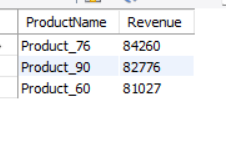 ProductName Revenue
Product_76 84260
Product_90 82776
Product_60 81027